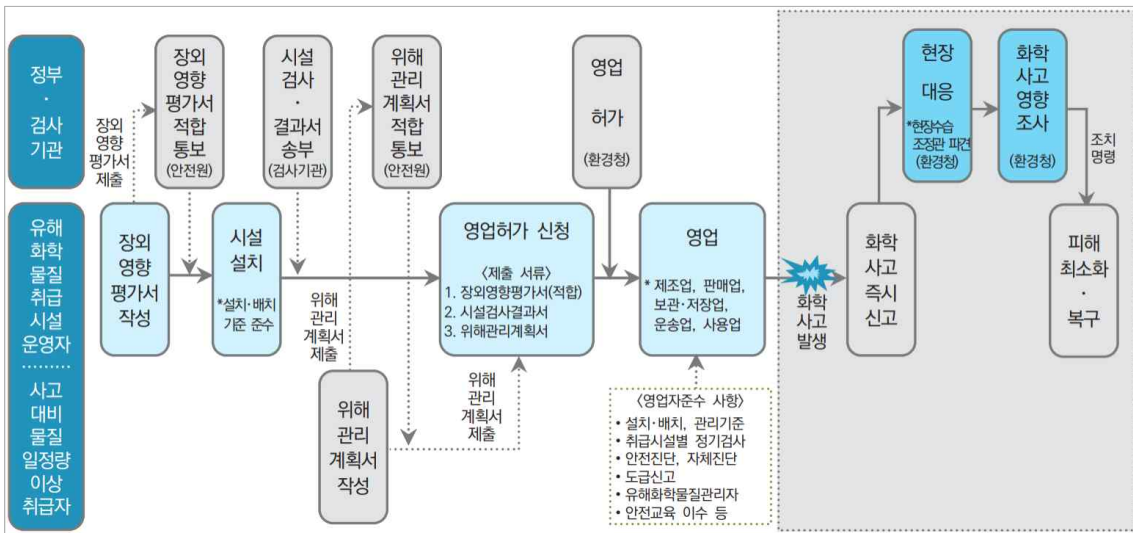 정부
·
검사
기관
장외
영향
평가서
제출
장외
영향
평가서
적합
통보
(안전원)
시설
검사
·
결과서
송부
(검사기관)
위해
관리
계획서
적합
통보
(안전원)
영업
허가
(환경청)
현장
대응
*현장수습
조정관 파견
(환경청)
화학
사고
영향
조사
(환경청)
조치
명령
유해
화학
물질
취급
시설
운영자
사고
대비
물질
일정량
이상
취급자
장외
영향
평가서
작성
시설
설치
*설치·배치
기준 준수
위해
관리
계획서
제출
영업허가 신청
〈제출 서류〉
1. 장외영향평가서(적합)
2. 시설검사결과서
3. 위해관리계획서
영업
* 제조업, 판매업,
보관·저장업,
운송업, 사용업
화학
사고
발생
화학
사고
즉시
신고
피해
최소화
·
복구
위해
관리
계획서
작성
위해
관리
계획서
제출
〈영업자준수 사항〉
• 설치·배치, 관리기준
• 취급시설별 정기검사
• 안전진단, 자체진단
• 도급신고
• 유해화학물질관리자
• 안전교육 이수 등